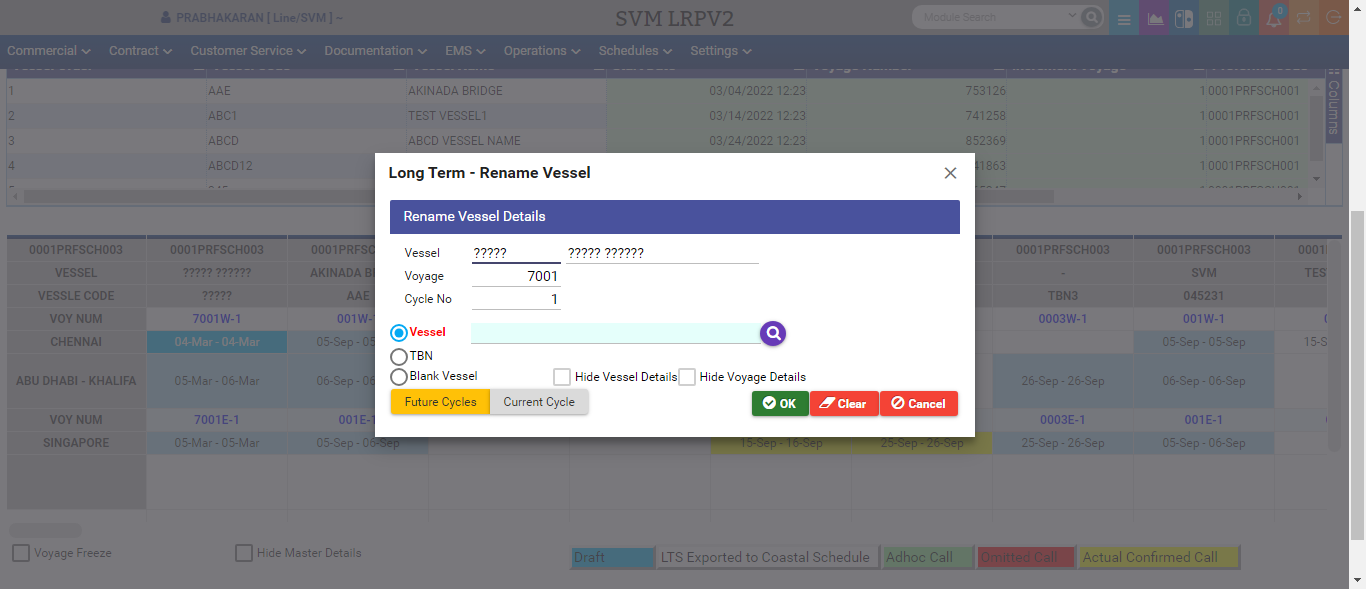 PRABHAKARAN [ Line/SVM ] ~
SVM LRPV2
Module Search
0
Commercial Contract Customer Service Documentation EMS Operations Schedules Settings
1 AAE AKINADA BRIDGE 03/04/2022 12:23 753126 1 0001PRFSCH001
2 ABC1 TEST VESSEL1 03/14/2022 12:23 741258 1 0001PRFSCH001
3 ABCD ABCD VESSEL NAME 03/24/2022 12:23 852369 1 0001PRFSCH001
4 ABCD12 41863 1 0001PRFSCH001
Columns
Long Term - Rename Vessel
Rename Vessel Details
Vessel ????? ????? ??????
Voyage 7001
Cycle No 1
Vessel
TBN
Blank Vessel Hide Vessel Details Hide Voyage Details
Future Cycles Current Cycle OK Clear Cancel
0001PRFSCH003 0001PRFSCH003 0001PRFSC 0001PRFSCH003 0001PRFSCH003 0001
VESSEL ????? ?????? AKINADA B - SVM TES
VESSLE CODE ????? AAE TBN3 045231
VOY NUM 7001W-1 001W- 0003W-1 001W-1
CHENNAI 04-Mar - 04-Mar 05-Sep - 05-Sep 05-Sep - 05-Sep 15-S
ABU DHABI - KHALIFA 05-Mar - 06-Mar 06-Sep - 06-Sep 26-Sep - 26-Sep 06-Sep - 06-Sep
VOY NUM 7001E-1 001E-1 0003E-1 001E-1
SINGAPORE 05-Mar - 05-Mar 05-Sep - 06-Sep 15-Sep - 16-Sep 25-Sep - 26-Sep 25-Sep - 26-Sep 05-Sep - 06-Sep
Voyage Freeze Hide Master Details Draft LTS Exported to Coastal Schedule Adhoc Call Omitted Call Actual Confirmed Call